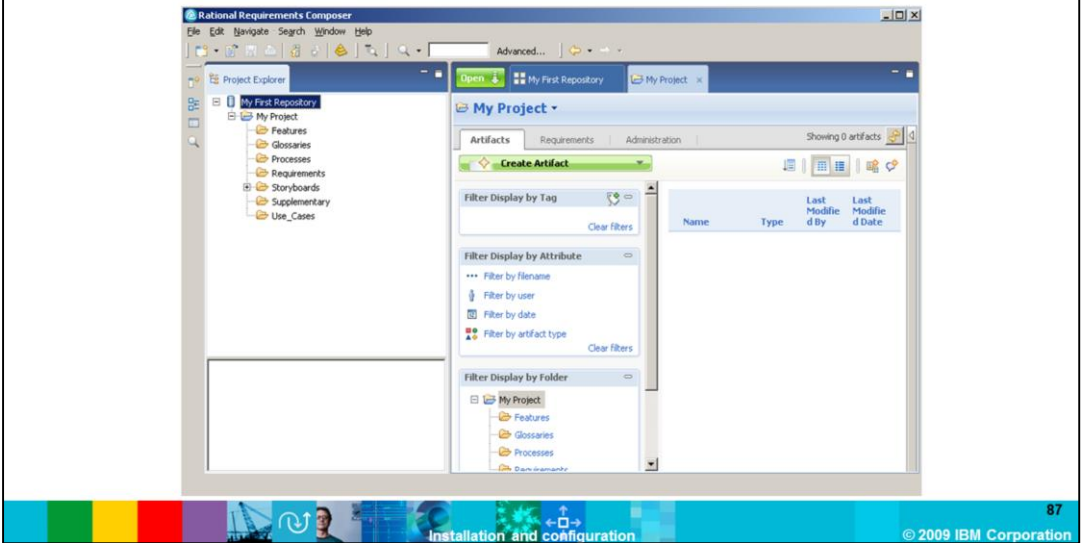 Rational Requirements Composer
File Edit Navigate Search Window Help
Advanced...
Project Explorer
My First Repository
My Project
Features
Glossaries
Processes
Requirements
Storyboards
Supplementary
Use_Cases
Open My First Repository My Project
My Project
Artifacts Requirements Administration Showing 0 artifacts
Create Artifact
Filter Display by Tag
Clear filters
Filter Display by Attribute
Filter by filename
Filter by user
Filter by date
Filter by artifact type
Clear filters
Filter Display by Folder
My Project
Features
Glossaries
Processes
Requirements
Name Type Last Modifie d By Last Modifie d Date
87
Installation and configuration
© 2009 IBM Corporation